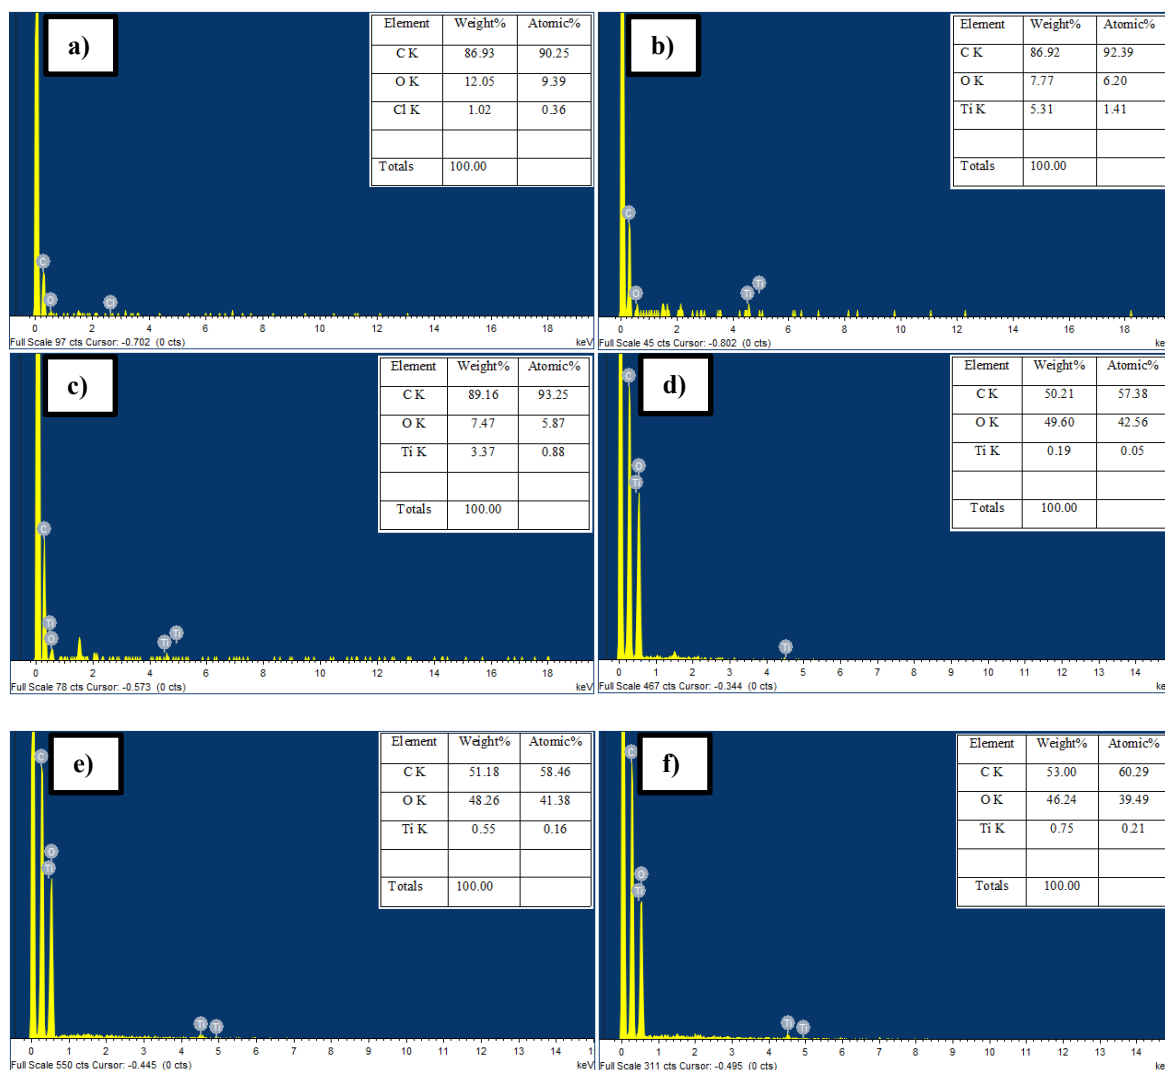 a)
Element Weight% Atomic%
C K 86.93 90.25
O K 12.05 9.39
Cl K 1.02 0.36
Totals 100.00
C
O
Cl
0 2 4 6 8 10 12 14 16 18
Full Scale 97 cts Cursor: -0.702 (0 cts) keV
b)
Element Weight% Atomic%
C K 86.92 92.39
O K 7.77 6.20
Ti K 5.31 1.41
Totals 100.00
C
O
Ti
Ti
0 2 4 6 8 10 12 14 16 18
Full Scale 45 cts Cursor: -0.802 (0 cts) ke
c)
Element Weight% Atomic%
C K 89.16 93.25
O K 7.47 5.87
Ti K 3.37 0.88
Totals 100.00
C
Ti
O
Ti
Ti
0 2 4 6 8 10 12 14 16 18
Full Scale 78 cts Cursor: -0.573 (0 cts) keV
d)
Element Weight% Atomic%
C K 50.21 57.38
O K 49.60 42.56
Ti K 0.19 0.05
Totals 100.00
C
O
Ti
Ti
0 1 2 3 4 5 6 7 8 9 10 11 12 13 14
Full Scale 467 cts Cursor: -0.344 (0 cts) ke
e)
Element Weight% Atomic%
C K 51.18 58.46
O K 48.26 41.38
Ti K 0.55 0.16
Totals 100.00
C
O
Ti
Ti
Ti
0 1 2 3 4 5 6 7 8 9 10 11 12 13 14 1
Full Scale 550 cts Cursor: -0.445 (0 cts) keV
f)
Element Weight% Atomic%
C K 53.00 60.29
O K 46.24 39.49
Ti K 0.75 0.21
Totals 100.00
C
O
Ti
Ti
Ti
0 1 2 3 4 5 6 7 8 9 10 11 12 13 14
Full Scale 311 cts Cursor: -0.495 (0 cts) ke